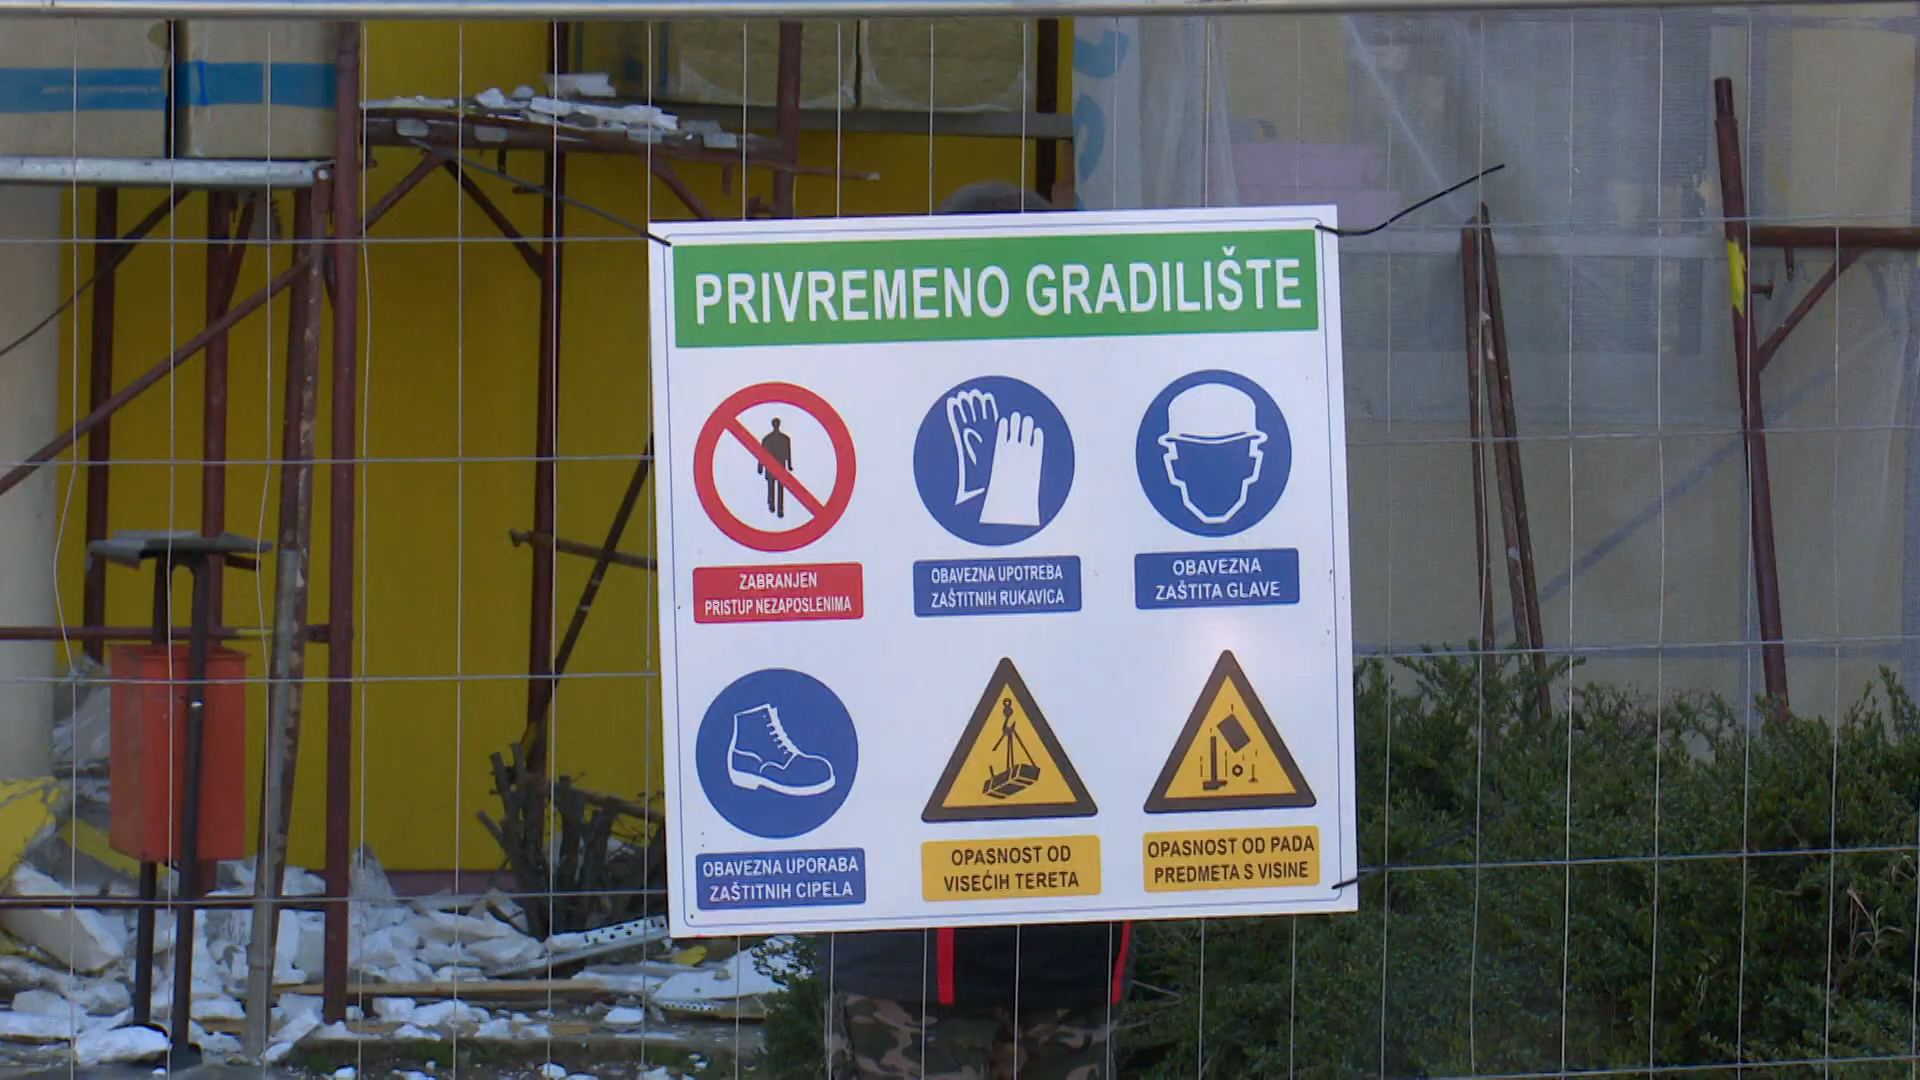 PRIVREMENO GRADILIŠTE
ZABRANJEN
PRISTUP NEZAPOSLENIMA
OBAVEZNA UPOTREBA
ZAŠTITNIH RUKAVICA
OBAVEZNA
ZAŠTITA GLAVE
OBAVEZNA UPORABA
ZAŠTITNIH CIPELA
OPASNOST OD
VISEĆIH TERETA
OPASNOST OD PADA
PREDMETA S VISINE